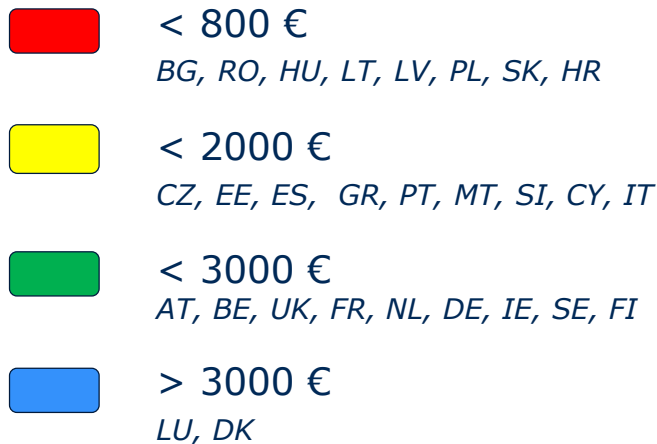 < 800 €
BG, RO, HU, LT, LV, PL, SK, HR
< 2000 €
CZ, EE, ES, GR, PT, MT, SI, CY, IT
< 3000 €
AT, BE, UK, FR, NL, DE, IE, SE, FI
> 3000 €
LU, DK